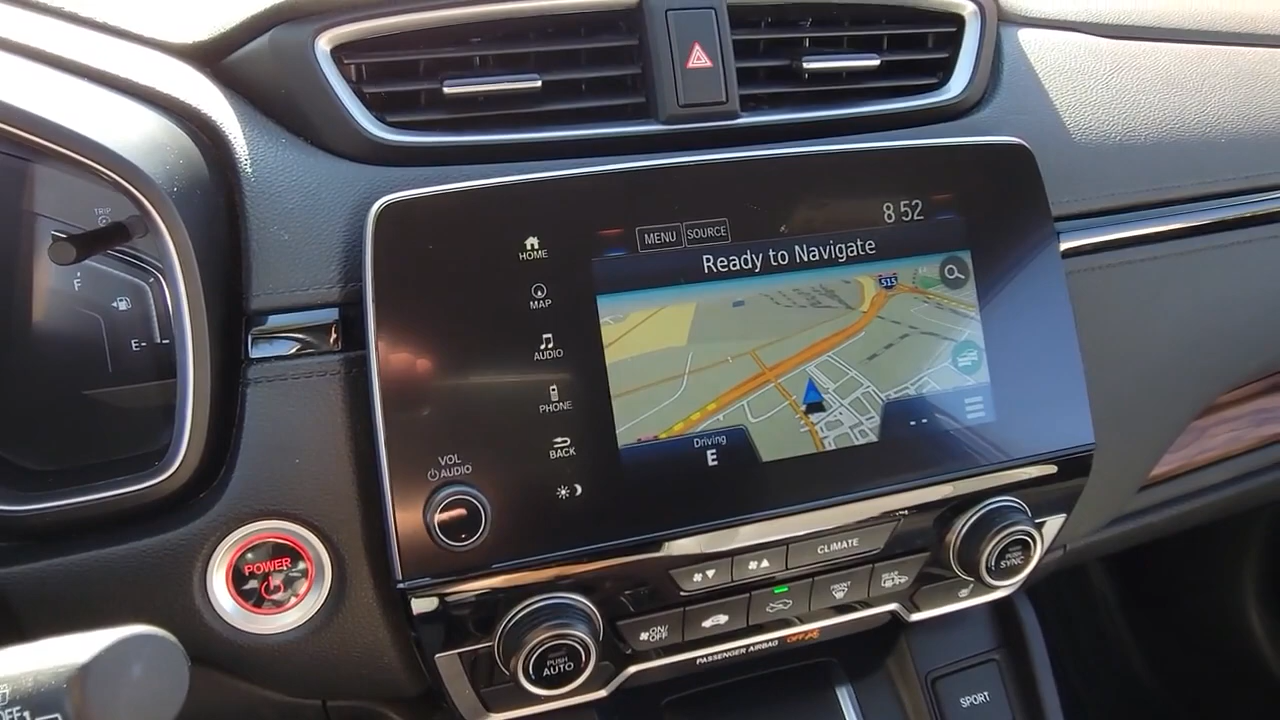 8 52
MENU SOURCE
Ready to Navigate
HOME
515
MAP
AUDIO
PHONE
BACK
Driving
E
- -
VOL
AUDIO
TRIP
F
E
POWER
CLIMATE
PUSH
SYNC
FRONT
REAR
ON/
OFF
PUSH
AUTO
PASSENGER AIRBAG OFF
SPORT
OFF